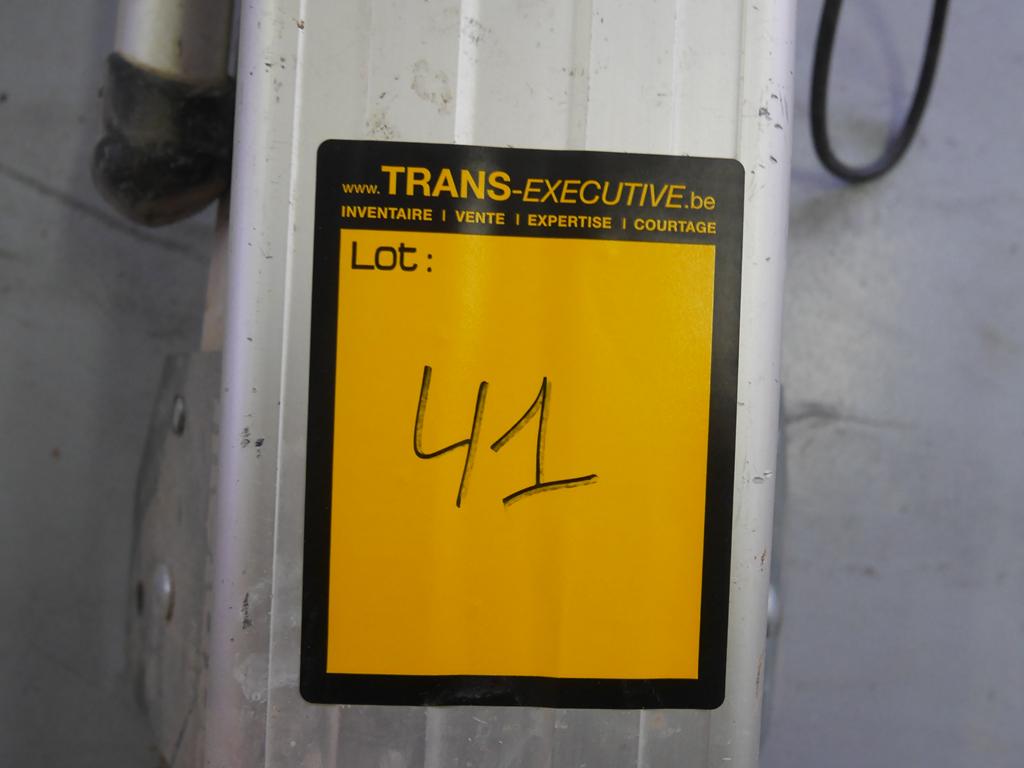 www.TRANS-EXECUTIVE.be
INVENTAIRE | VENTE | EXPERTISE | COURTAGE
Lot:
41